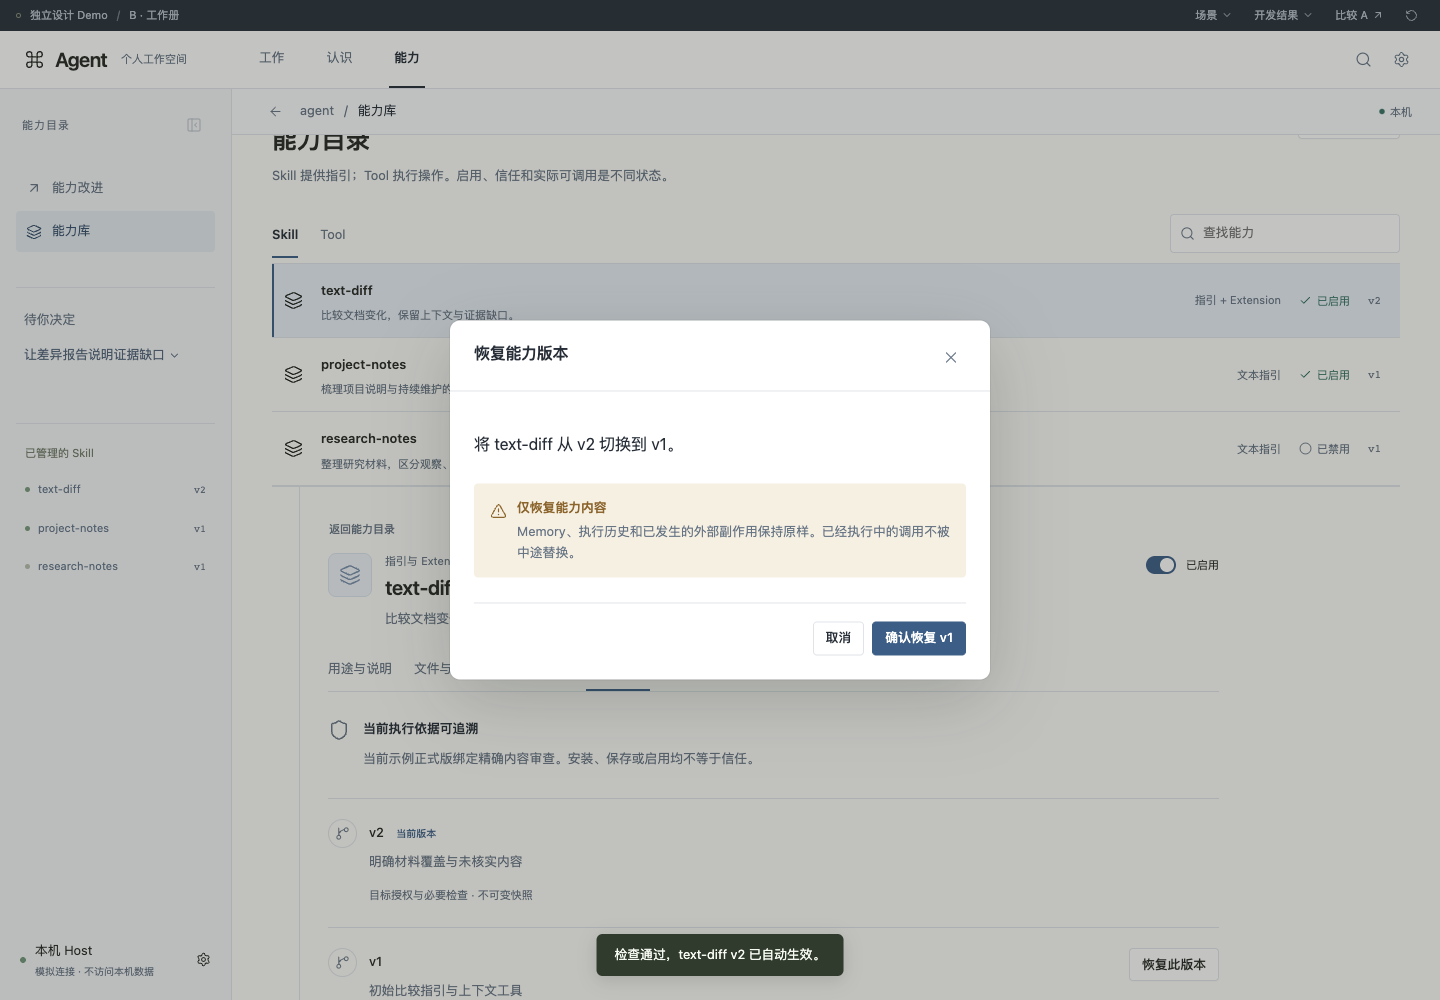 独立设计 Demo / B · 工作册
场景
开发结果
比较 A
Agent 个人工作空间
工作
认识
能力
能力目录
能力改进
能力库
待你决定
让差异报告说明证据缺口
已管理的 Skill
text-diff v2
project-notes v1
research-notes v1
本机 Host
模拟连接 · 不访问本机数据
agent / 能力库
本机
能力目录
Skill 提供指引；Tool 执行操作。启用、信任和实际可调用是不同状态。
Skill
Tool
查找能力
text-diff
比较文档变化，保留上下文与证据缺口。
指引 + Extension 已启用 v2
project-notes
梳理项目说明与持续维护的
文本指引 已启用 v1
research-notes
整理研究材料，区分观察、
文本指引 已禁用 v1
返回能力目录
指引与 Exten
text-dif
比较文档变
已启用
用途与说明
文件与
当前执行依据可追溯
当前示例正式版绑定精确内容审查。安装、保存或启用均不等于信任。
v2 当前版本
明确材料覆盖与未核实内容
目标授权与必要检查 · 不可变快照
v1
初始比较指引与上下文工具
恢复此版本
恢复能力版本
将 text-diff 从 v2 切换到 v1。
仅恢复能力内容
Memory、执行历史和已发生的外部副作用保持原样。已经执行中的调用不被
中途替换。
取消
确认恢复 v1
检查通过，text-diff v2 已自动生效。